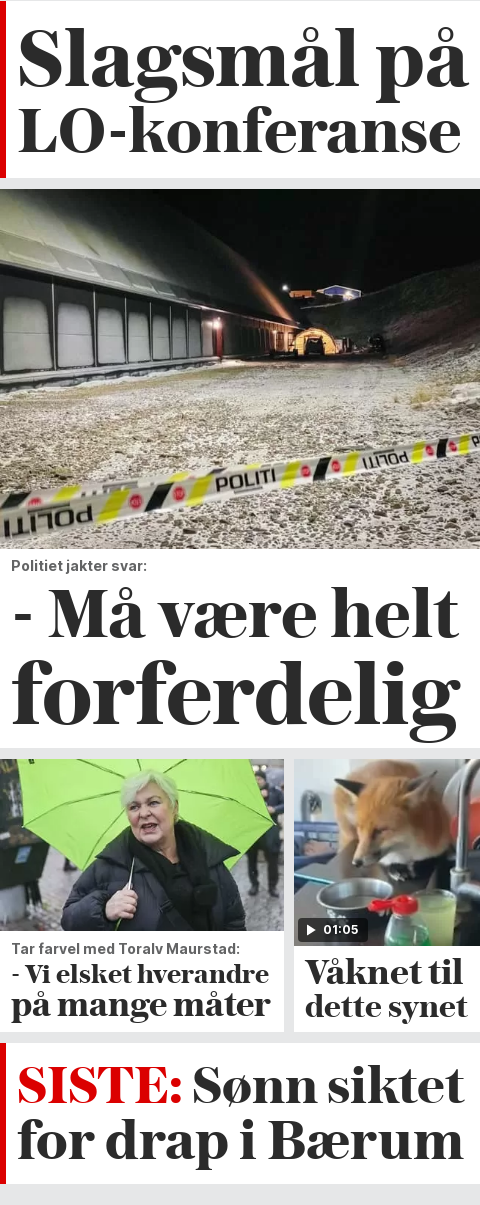 Slagsmål på
LO-konferanse
POLITI
POLITI
POLITI
Politiet jakter svar:
- Må være helt
forferdelig
01:05
Tar farvel med Toralv Maurstad:
- Vi elsket hverandre
på mange måter
Våknet til
dette synet
SISTE: Sønn siktet
for drap i Bærum